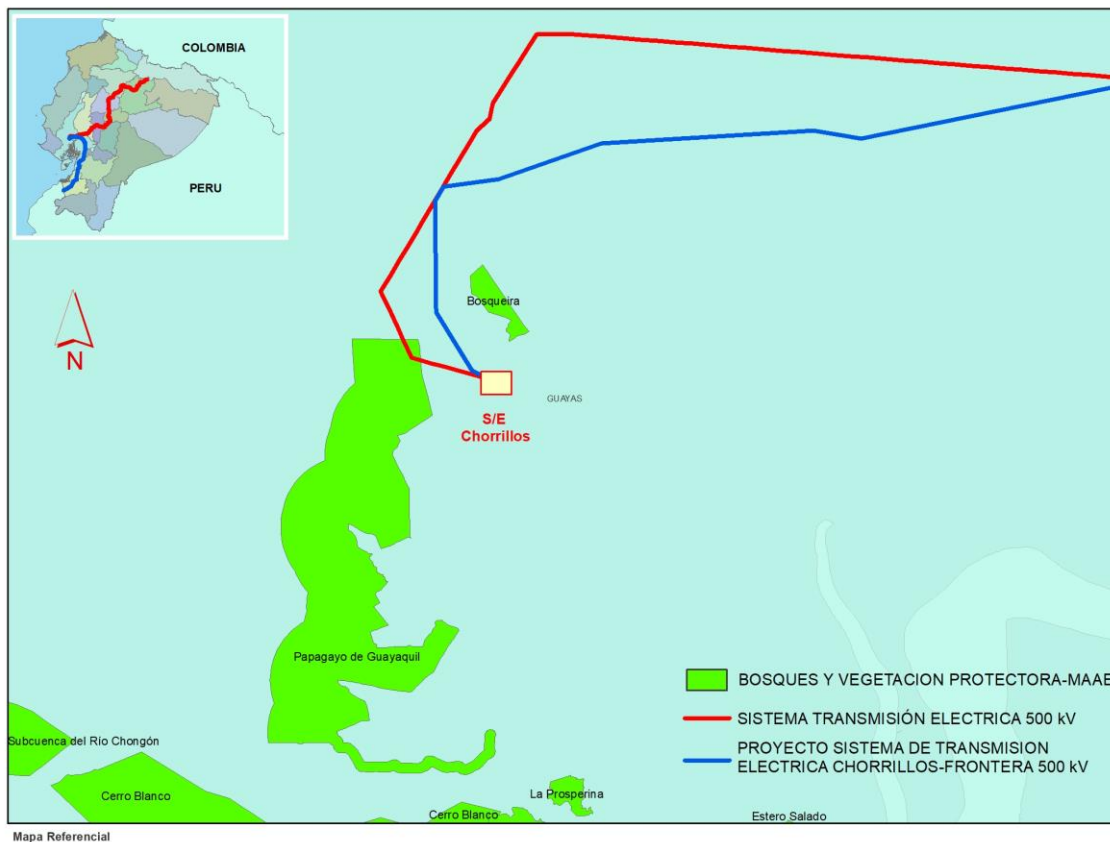 COLOMBIA
PERU
N
Bosqueira
GUAYAS
S/E
Chorrillos
Papagayo de Guayaquil
BOSQUES Y VEGETACION PROTECTORA-MAAE
SISTEMA TRANSMISIÓN ELECTRICA 500 kV
Subcuenca del Río Chongón
PROYECTO SISTEMA DE TRANSMISION
ELECTRICA CHORRILLOS-FRONTERA 500 kV
Cerro Blanco
La Prosperina
Cerro Blanco
Estero Salado
Mapa Referencial